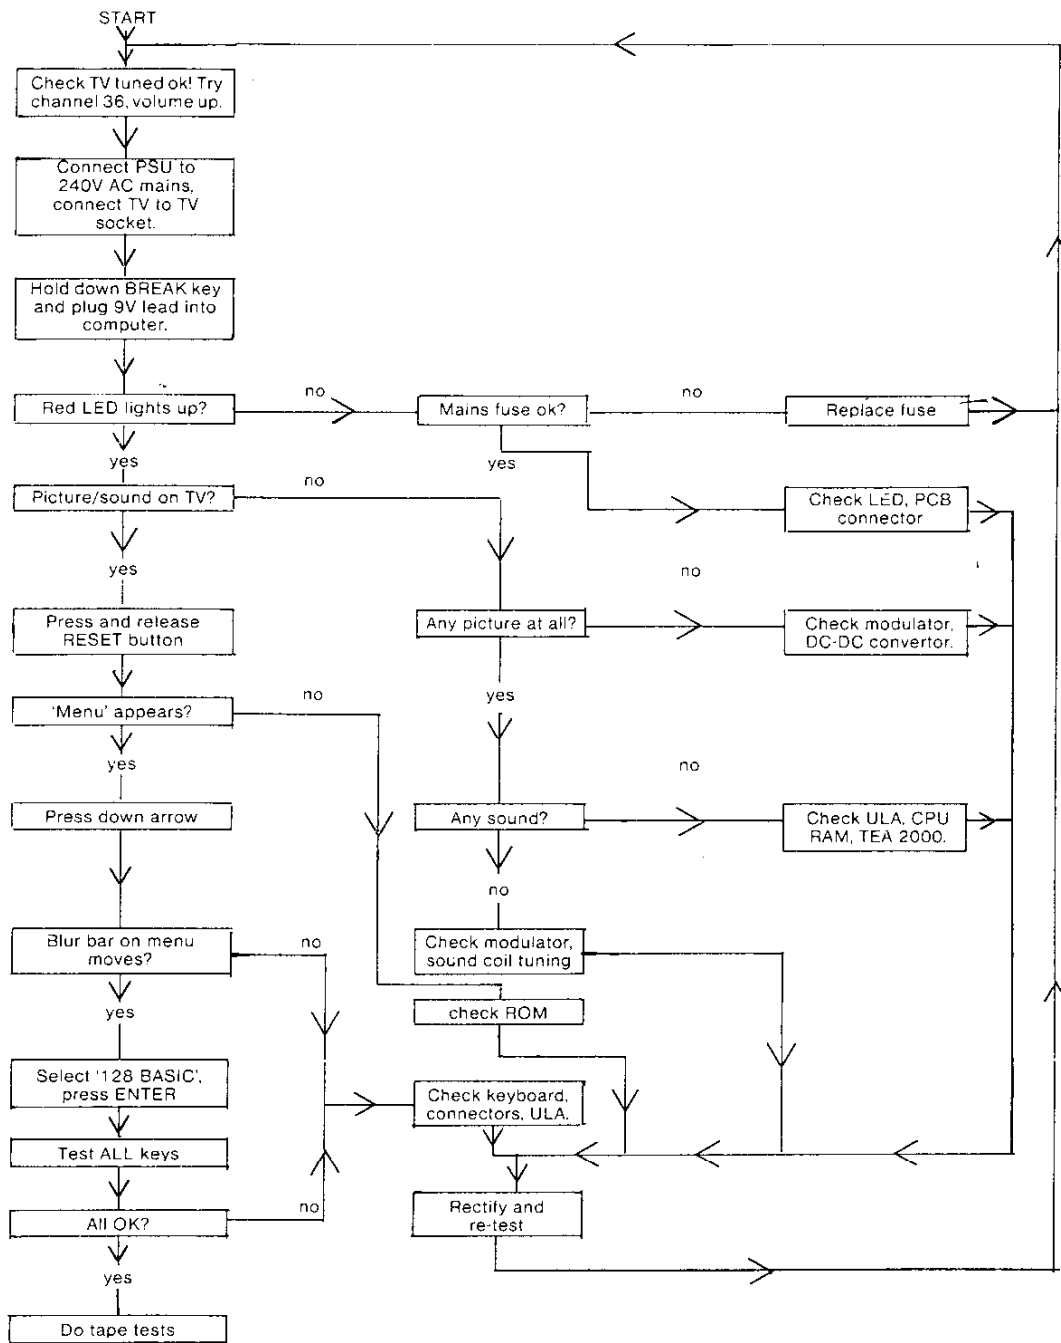 START
Check TV tuned ok! Try
channel 36, volume up.
Connect PSU to
240V AC mains,
connect TV to TV
socket.
Hold down BREAK key
and plug 9V lead into
computer.
Red LED lights up?
no
Mains fuse ok?
no
Replace fuse
yes
yes
Picture/sound on TV?
no
Check LED, PCB
connector
yes
no
Press and release
RESET button
Any picture at all?
Check modulator,
DC-DC convertor.
'Menu' appears?
no
yes
yes
no
Press down arrow
Any sound?
Check ULA, CPU
RAM, TEA 2000.
no
Blur bar on menu
moves?
no
Check modulator,
sound coil tuning
yes
check ROM
Select '128 BASIC',
press ENTER
Check keyboard,
connectors, ULA.
Test ALL keys
All OK?
no
Rectify and
re-test
yes
Do tape tests